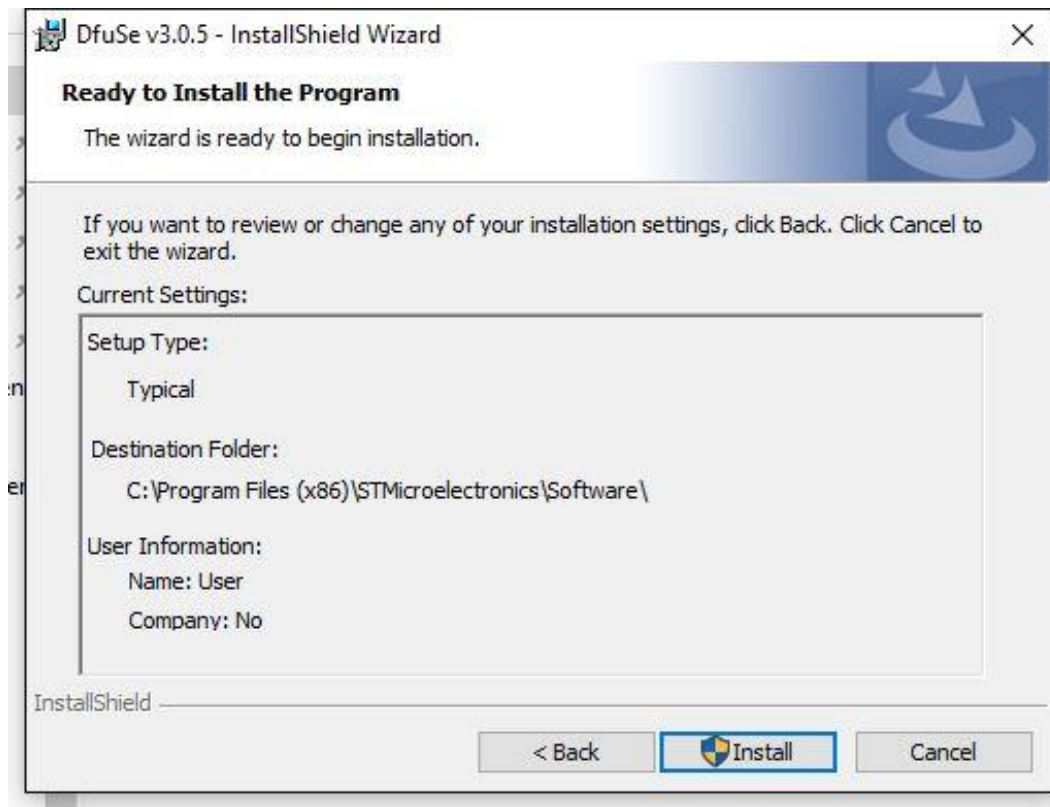 DfuSe v3.0.5 - InstallShield Wizard
Ready to Install the Program
The wizard is ready to begin installation.
If you want to review or change any of your installation settings, click Back. Click Cancel to
exit the wizard.
Current Settings:
Setup Type:
Typical
Destination Folder:
C:\Program Files (x86)\STMicroelectronics\Software\
User Information:
Name: User
Company: No
InstallShield
< Back
Install
Cancel